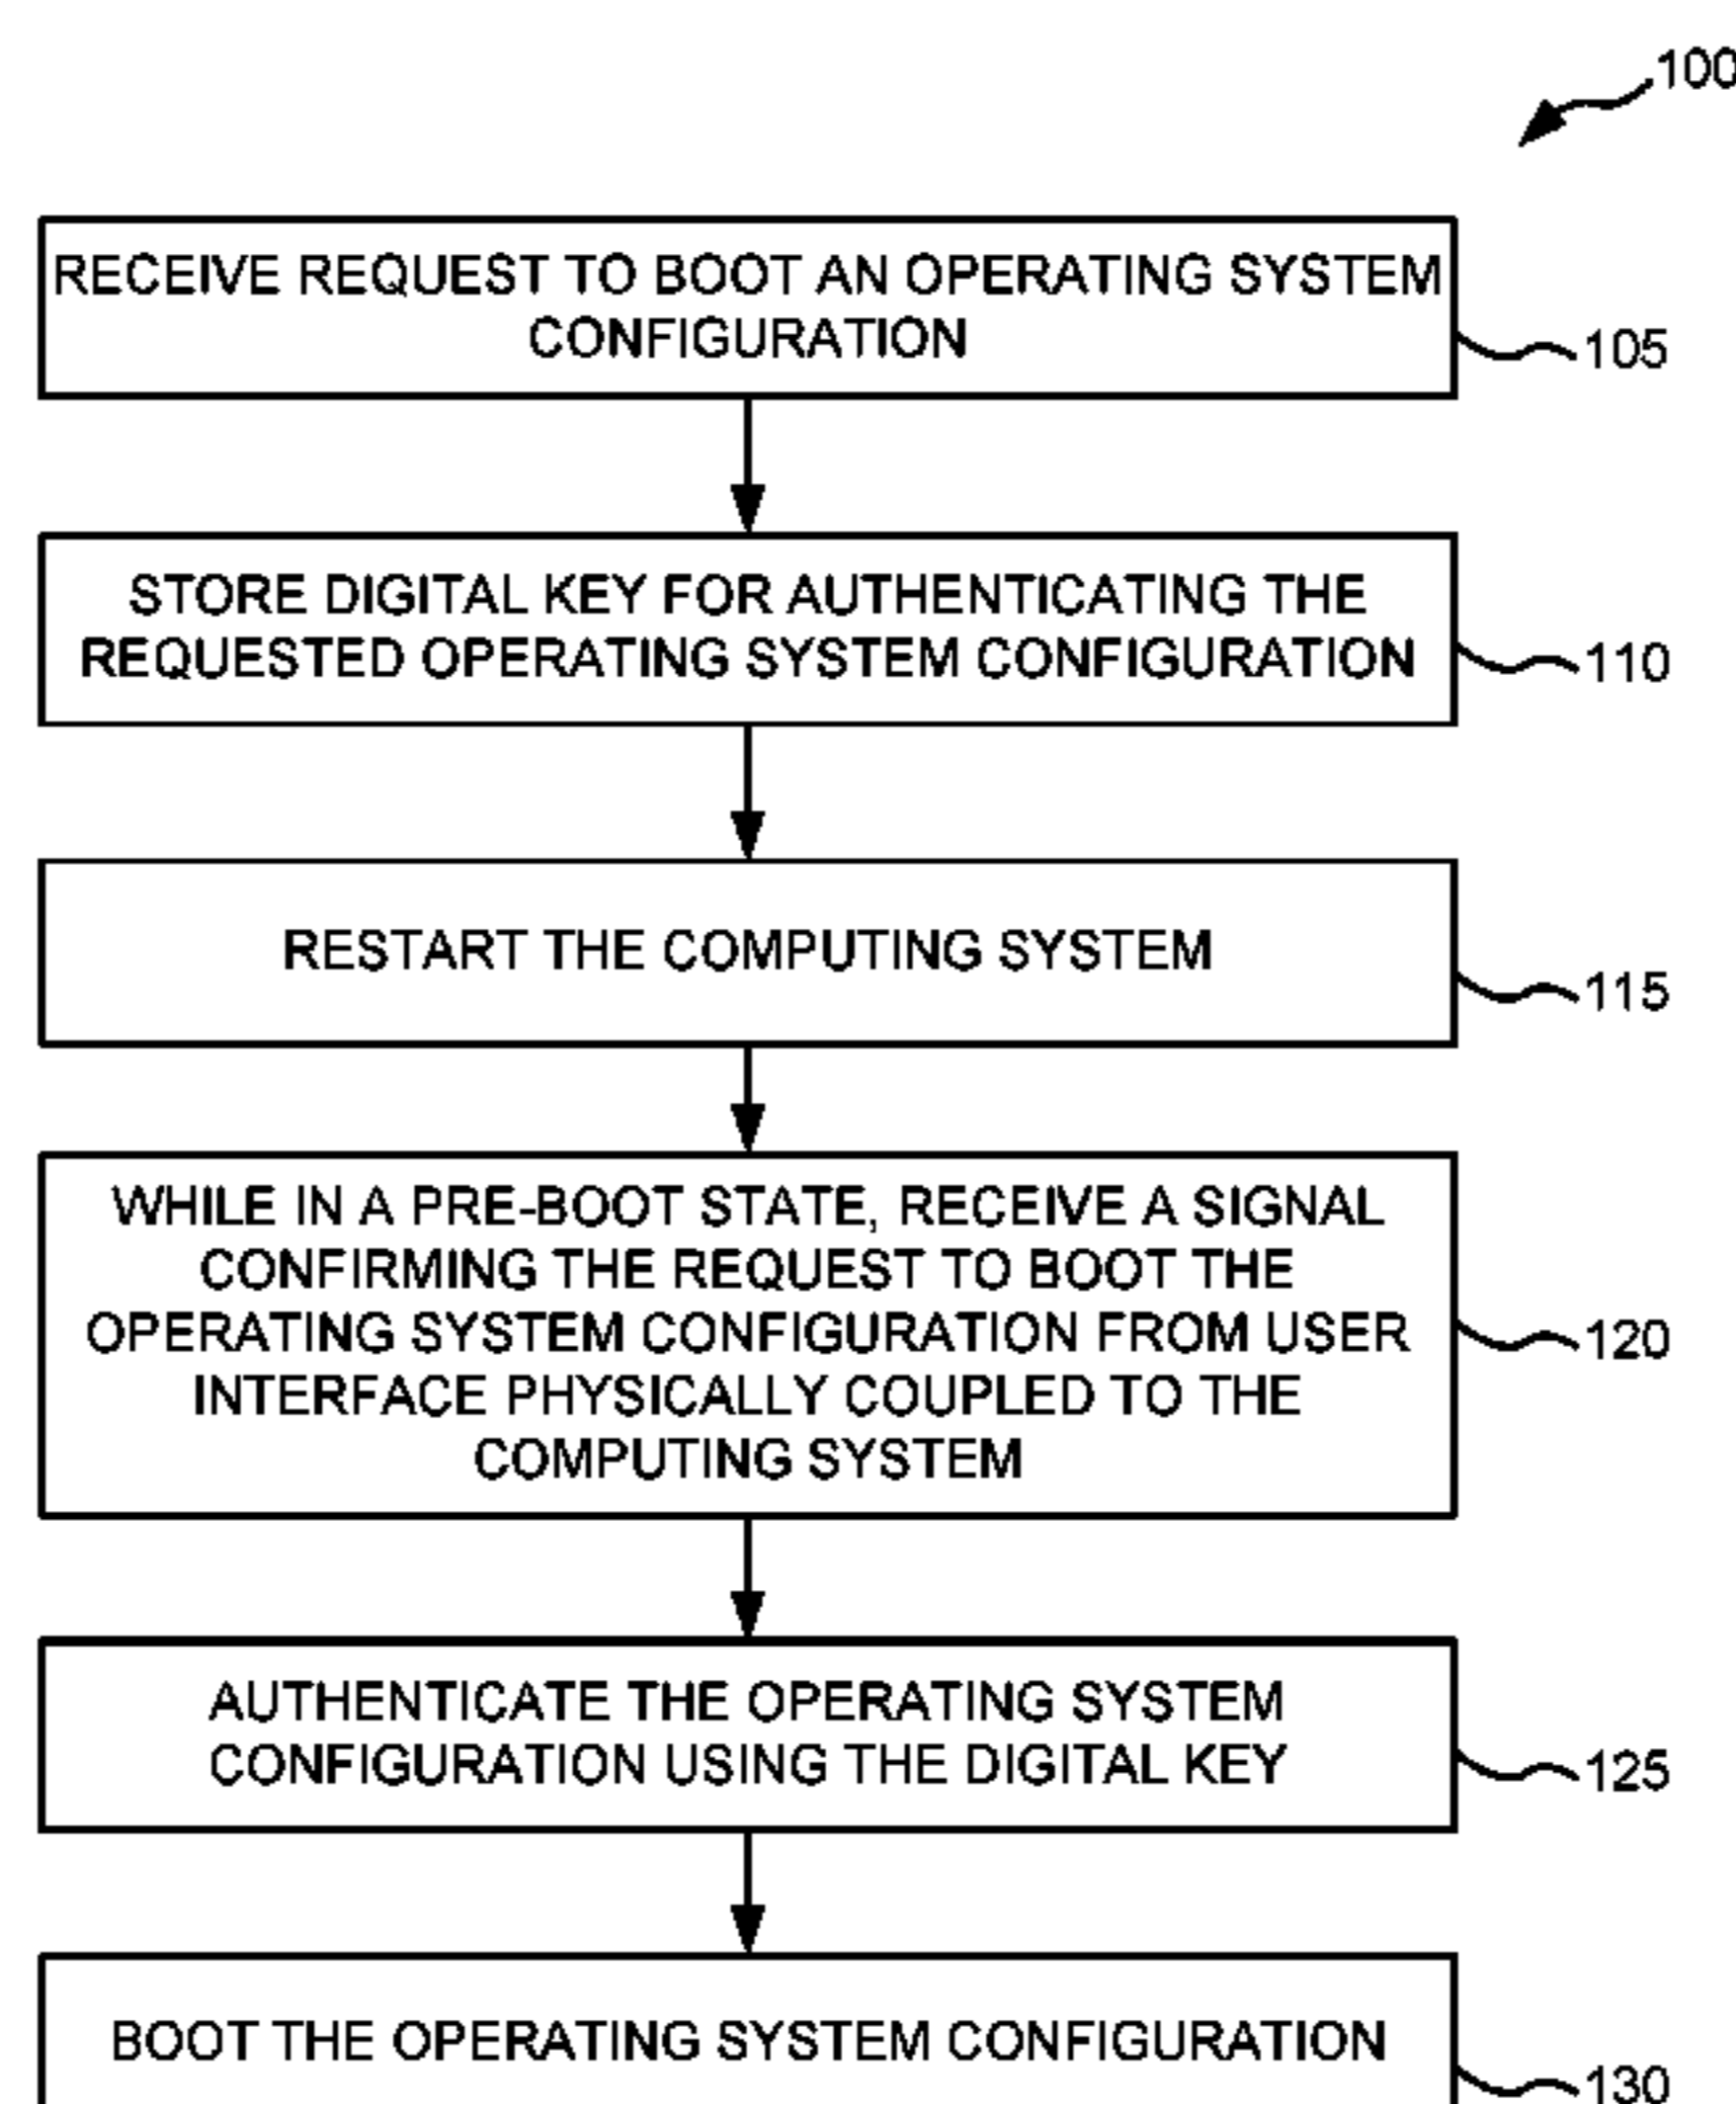 100
RECEIVE REQUEST TO BOOT AN OPERATING SYSTEM
CONFIGURATION
105
STORE DIGITAL KEY FOR AUTHENTICATING THE
REQUESTED OPERATING SYSTEM CONFIGURATION
110
RESTART THE COMPUTING SYSTEM
115
WHILE IN A PRE-BOOT STATE, RECEIVE A SIGNAL
CONFIRMING THE REQUEST TO BOOT THE
OPERATING SYSTEM CONFIGURATION FROM USER
INTERFACE PHYSICALLY COUPLED TO THE
COMPUTING SYSTEM
120
AUTHENTICATE THE OPERATING SYSTEM
CONFIGURATION USING THE DIGITAL KEY
125
BOOT THE OPERATING SYSTEM CONFIGURATION
130